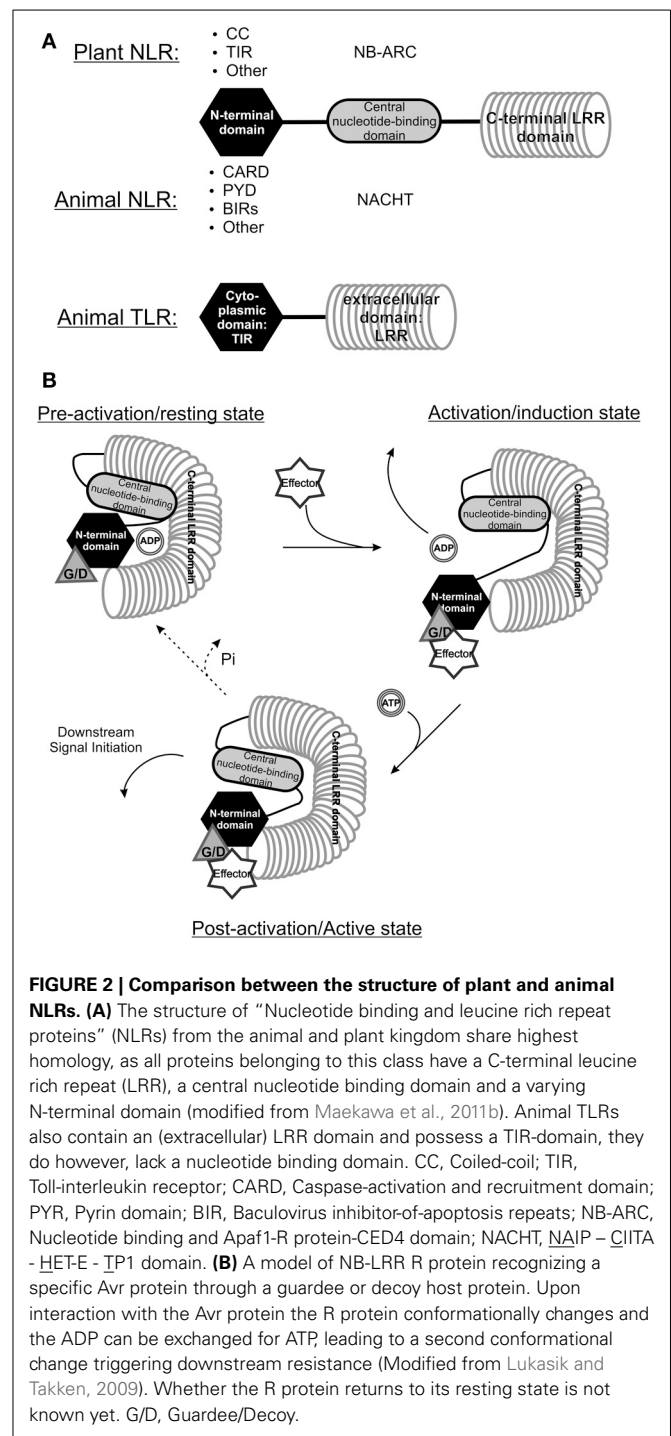 A
Plant NLR:
• CC
• TIR
• Other
NB-ARC
N-terminal
domain
Central
nucleotide-binding
domain
C-terminal LRR
domain
Animal NLR:
• CARD
• PYD
• BIRs
• Other
NACHT
Animal TLR:
Cyto-
plasmic
domain:
TIR
extracellular
domain:
LRR
B
Pre-activation/resting state
Activation/induction state
Central
nucleotide-binding
domain
C-terminal LRR domain
N-terminal
domain
ADP
G/D
Effector
Central
nucleotide-binding
domain
C-terminal LRR domain
ADP
N-terminal
domain
G/D
Effector
Pi
ATP
Downstream
Signal Initiation
Central
nucleotide-binding
domain
C-terminal LRR domain
N-terminal
domain
G/D
Effector
Post-activation/Active state
FIGURE 2 | Comparison between the structure of plant and animal
NLRs. (A) The structure of “Nucleotide binding and leucine rich repeat
proteins” (NLRs) from the animal and plant kingdom share highest
homology, as all proteins belonging to this class have a C-terminal leucine
rich repeat (LRR), a central nucleotide binding domain and a varying
N-terminal domain (modified from Maekawa et al., 2011b). Animal TLRs
also contain an (extracellular) LRR domain and possess a TIR-domain, they
do however, lack a nucleotide binding domain. CC, Coiled-coil; TIR,
Toll-interleukin receptor; CARD, Caspase-activation and recruitment domain;
PYR, Pyrin domain; BIR, Baculovirus inhibitor-of-apoptosis repeats; NB-ARC,
Nucleotide binding and Apaf1-R protein-CED4 domain; NACHT, NAIP – CIITA
- HET-E - TP1 domain. (B) A model of NB-LRR R protein recognizing a
specific Avr protein through a guardee or decoy host protein. Upon
interaction with the Avr protein the R protein conformationally changes and
the ADP can be exchanged for ATP, leading to a second conformational
change triggering downstream resistance (Modified from Lukasik and
Takken, 2009). Whether the R protein returns to its resting state is not
known yet. G/D, Guardee/Decoy.